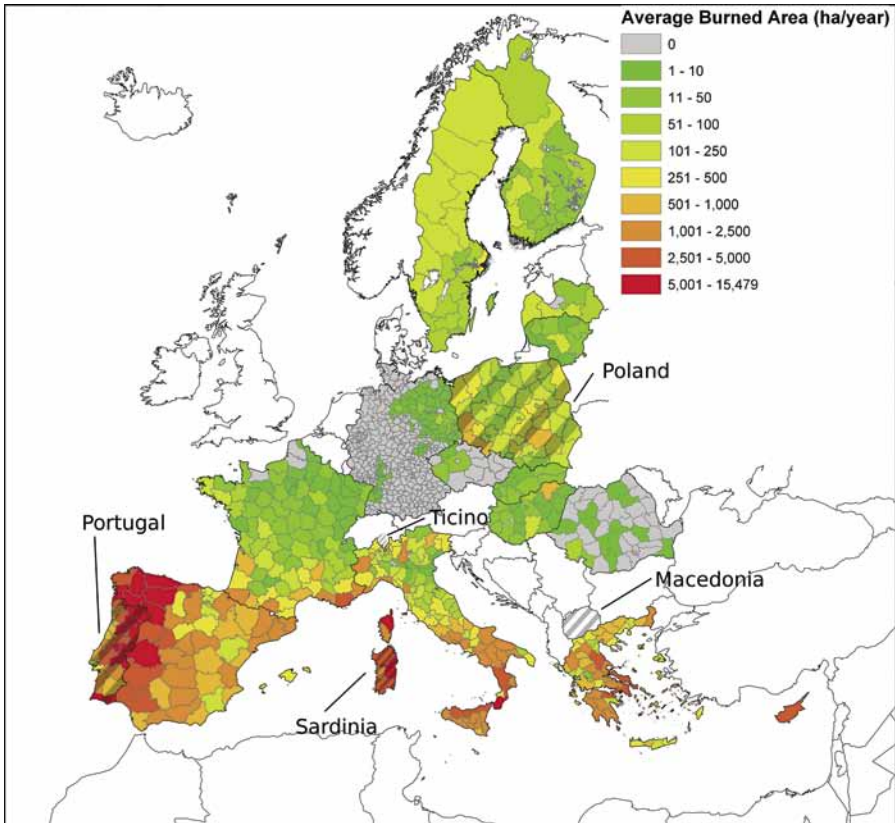 Average Burned Area (ha/year)
0
1 - 10
11 - 50
51 - 100
101 - 250
251 - 500
501 - 1,000
1,001 - 2,500
2,501 - 5,000
5,001 - 15,479
Poland
Portugal
Ticino
Macedonia
Sardinia